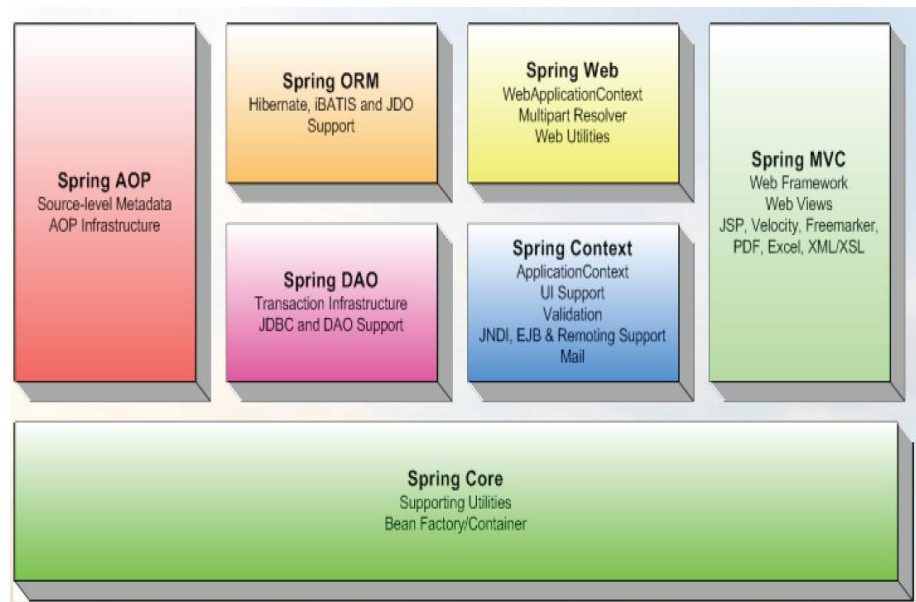 Spring AOP
Source-level Metadata
AOP Infrastructure
Spring ORM
Hibernate, iBATIS and JDO
Support
Spring Web
WebApplicationContext
Multipart Resolver
Web Utilities
Spring DAO
Transaction Infrastructure
JDBC and DAO Support
Spring Context
ApplicationContext
UI Support
Validation
JNDI, EJB & Remoting Support
Mail
Spring MVC
Web Framework
Web Views
JSP, Velocity, Freemarker,
PDF, Excel, XML/XSL
Spring Core
Supporting Utilities
Bean Factory/Container